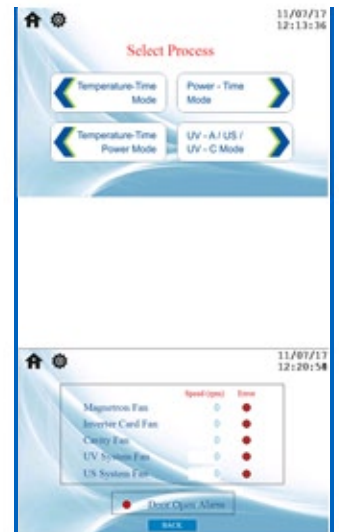 11/07/17
12:13:36
Select Process
Temperature-Time
Mode
Power - Time
Mode
Temperature-Time
Power Mode
UV - A / US /
UV - C Mode
11/07/17
12:20:50
Speed (rpm) Error
Magnetron Fan 0
Inverter Card Fan 0
Cavity Fan 0
UV System Fan 0
US System Fan 0
Door Open Alarm
BACK